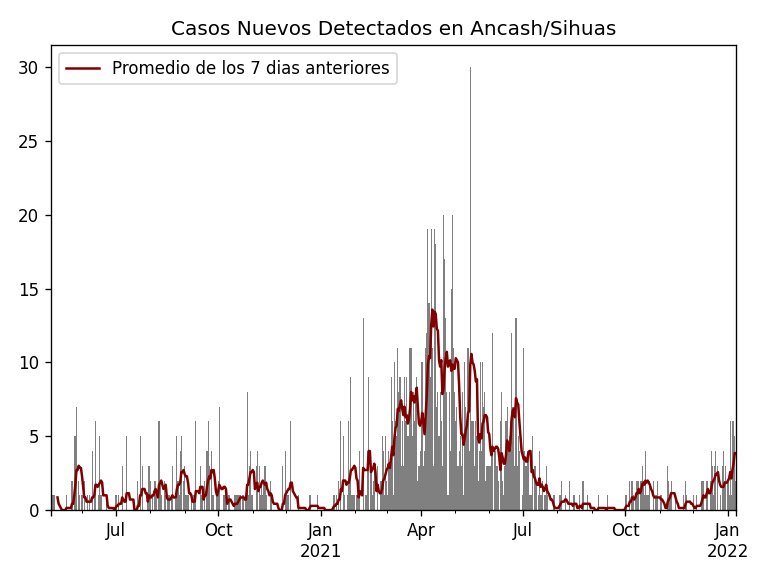 Casos Nuevos Detectados en Ancash/Sihuas
Promedio de los 7 dias anteriores
30
25
20
15
10
5
0
Jul
Oct
Jan
2021
Apr
Jul
Oct
Jan
2022